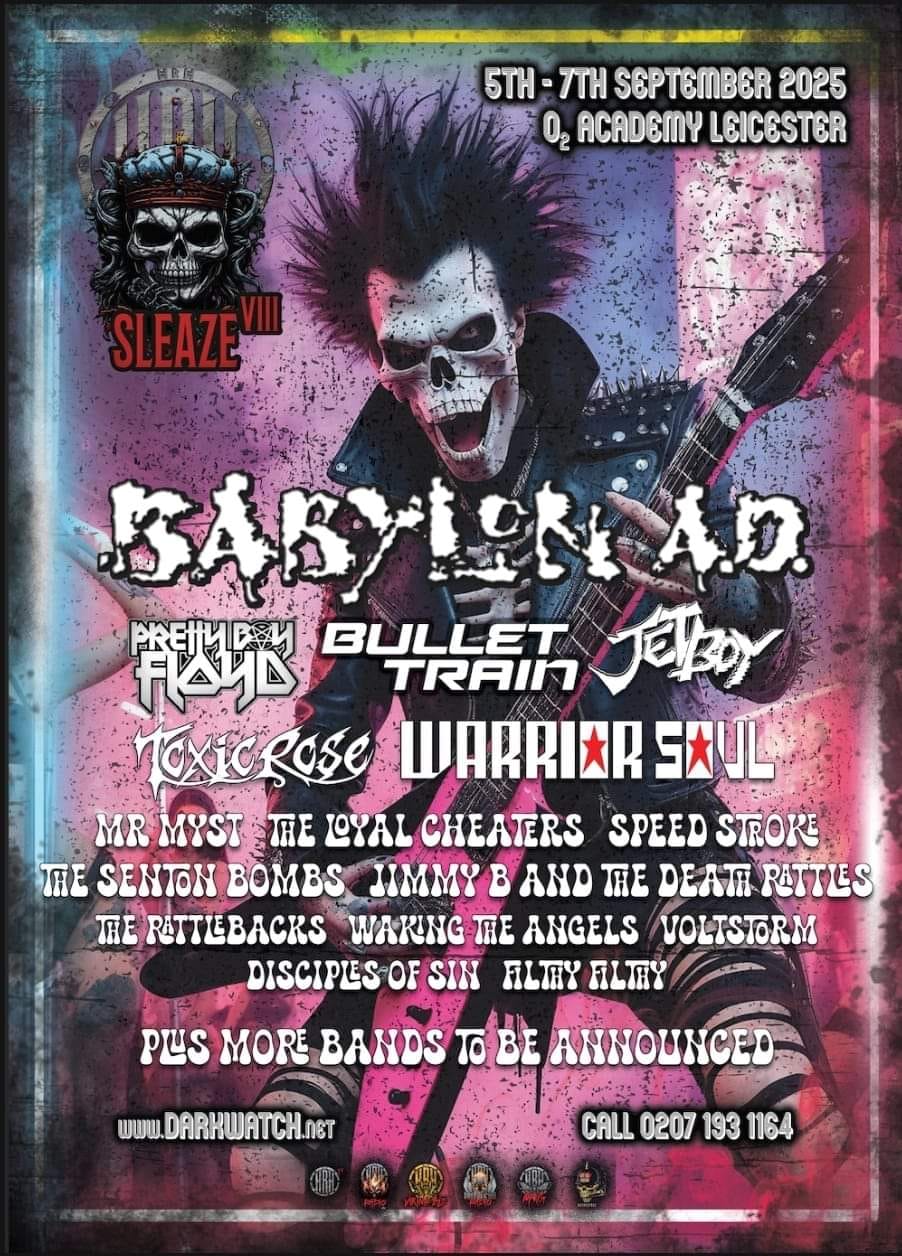 5TH - 7TH SEPTEMBER 2025
O2 ACADEMY LEICESTER
HRH
SLEAZE VIII
BABYLON A.D.
PRETTY BOY FLOYD BULLET TRAIN JETBOY
TOXICROSE WARRIOR SOUL
MR MYST THE LOYAL CHEATERS SPEED STROKE
THE SENTON BOMBS JIMMY B AND THE DEATH RATTLES
THE RATTLEBACKS WAKING THE ANGELS VOLTSTORM
DISCIPLES OF SIN FILTHY FILTHY
PLUS MORE BANDS TO BE ANNOUNCED
www.DARKWATCH.net CALL 0207 193 1164